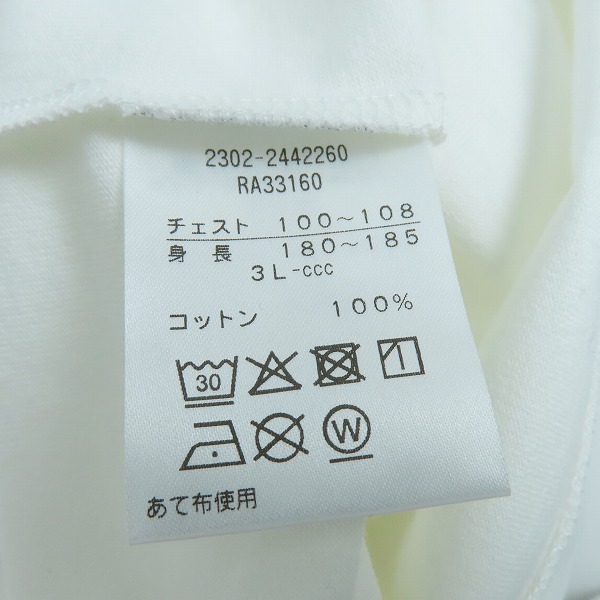 2302-2442260
RA33160
チェスト 100～108
身長 180～185
3L-ccc
コットン 100%
30
W
あて布使用